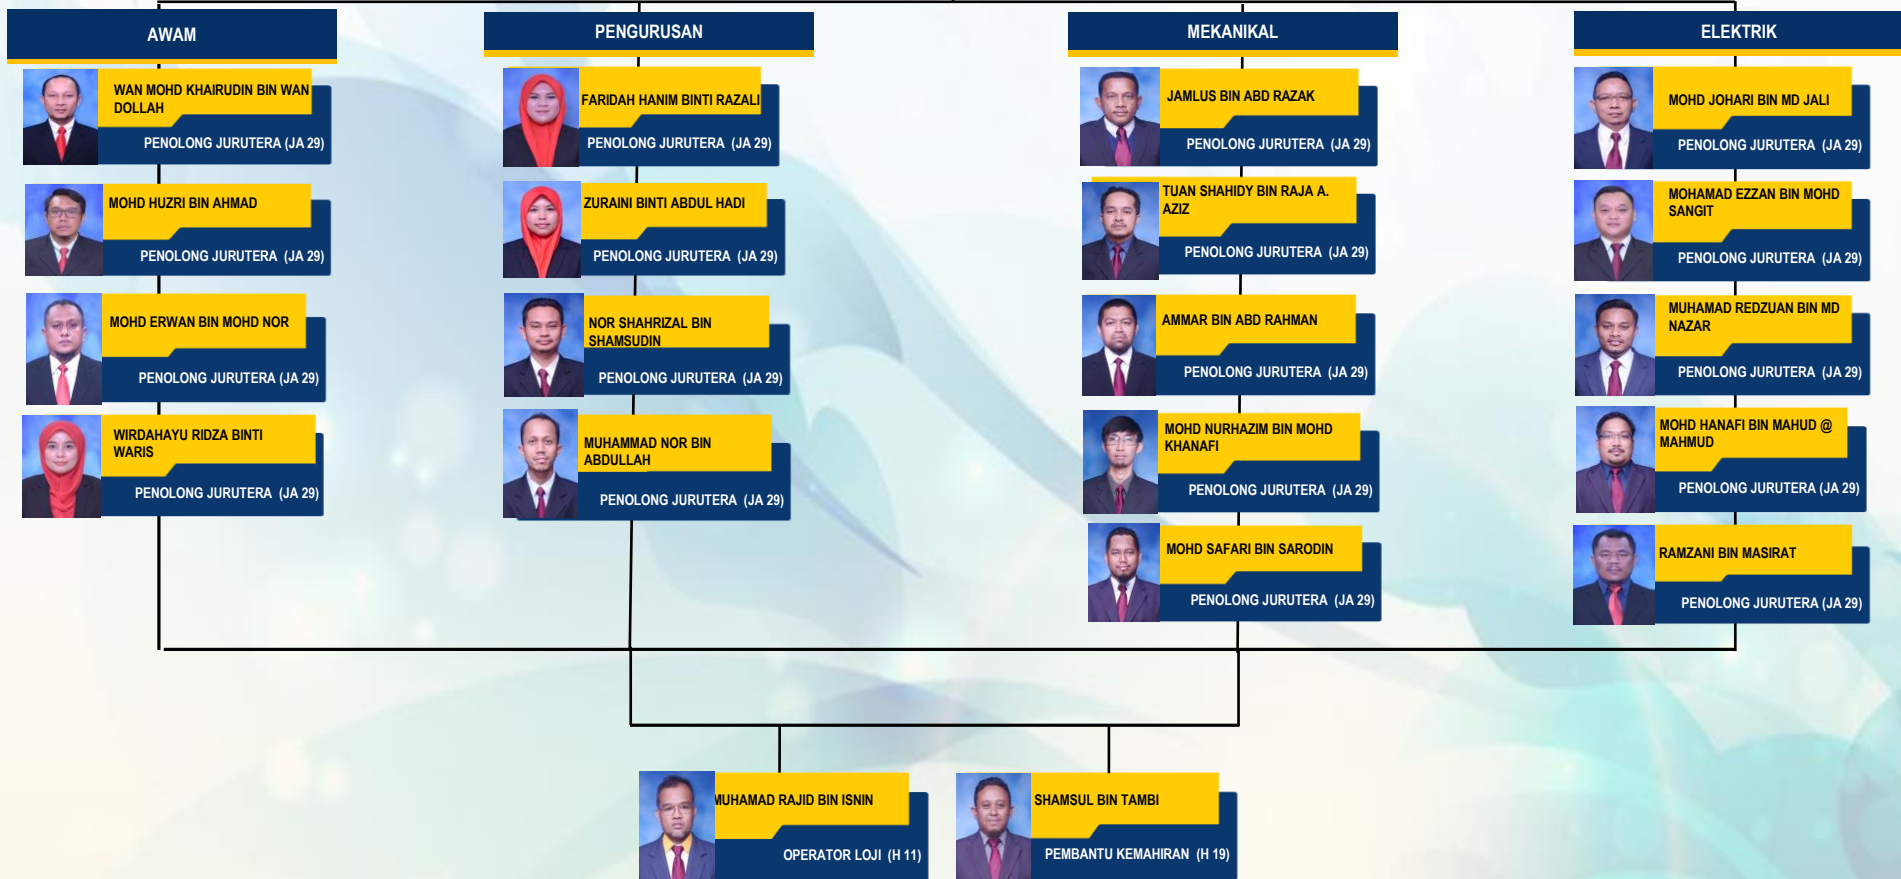 AWAM
WAN MOHD KHAIRUDIN BIN WAN
DOLLAH
PENOLONG JURUTERA (JA 29)
MOHD HUZRI BIN AHMAD
PENOLONG JURUTERA (JA 29)
MOHD ERWAN BIN MOHD NOR
PENOLONG JURUTERA (JA 29)
WIRDAHAYU RIDZA BINTI
WARIS
PENOLONG JURUTERA (JA 29)
PENGURUSAN
FARIDAH HANIM BINTI RAZALI
PENOLONG JURUTERA (JA 29)
ZURAINI BINTI ABDUL HADI
PENOLONG JURUTERA (JA 29)
NOR SHAHRIZAL BIN
SHAMSUDIN
PENOLONG JURUTERA (JA 29)
MUHAMMAD NOR BIN
ABDULLAH
PENOLONG JURUTERA (JA 29)
MEKANIKAL
JAMLUS BIN ABD RAZAK
PENOLONG JURUTERA (JA 29)
TUAN SHAHIDY BIN RAJA A.
AZIZ
PENOLONG JURUTERA (JA 29)
AMMAR BIN ABD RAHMAN
PENOLONG JURUTERA (JA 29)
MOHD NURHAZIM BIN MOHD
KHANAFI
PENOLONG JURUTERA (JA 29)
MOHD SAFARI BIN SARODIN
PENOLONG JURUTERA (JA 29)
ELEKTRIK
MOHD JOHARI BIN MD JALI
PENOLONG JURUTERA (JA 29)
MOHAMAD EZZAN BIN MOHD
SANGIT
PENOLONG JURUTERA (JA 29)
MUHAMAD REDZUAN BIN MD
NAZAR
PENOLONG JURUTERA (JA 29)
MOHD HANAFI BIN MAHUD @
MAHMUD
PENOLONG JURUTERA (JA 29)
RAMZANI BIN MASIRAT
PENOLONG JURUTERA (JA 29)
MUHAMAD RAJID BIN ISNIN
OPERATOR LOJI (H 11)
SHAMSUL BIN TAMBI
PEMBANTU KEMAHIRAN (H 19)